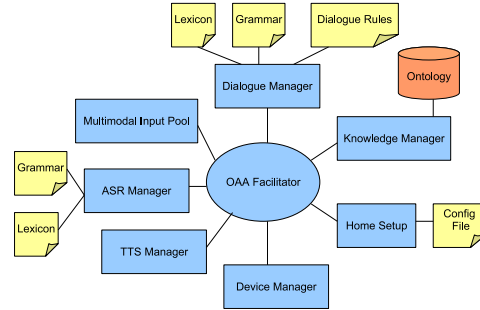 Lexicon
Grammar
Dialogue Rules
Dialogue Manager
Ontology
Multimodal Input Pool
Knowledge Manager
Grammar
ASR Manager
OAA Facilitator
Lexicon
Home Setup
Config
File
TTS Manager
Device Manager